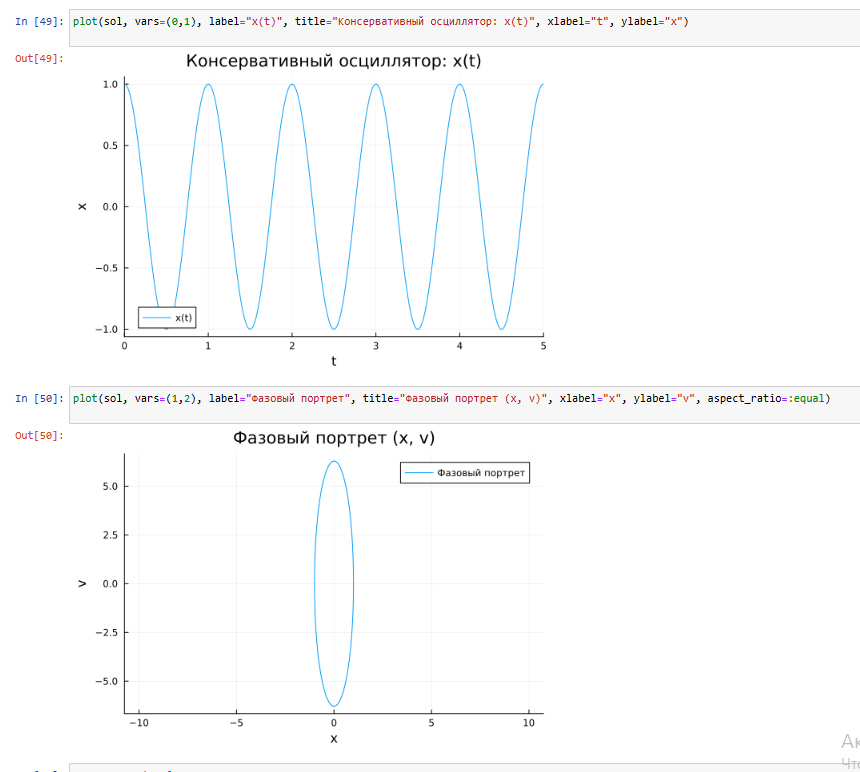 In [49]: plot(sol, vars=(0,1), label="x(t)", title="Консервативный осциллятор: x(t)", xlabel="t", ylabel="x")
Out[49]:
Консервативный осциллятор: x(t)
1.0
0.5
0.0
−0.5
−1.0
x
x(t)
0 1 2 3 4 5
t
In [50]: plot(sol, vars=(1,2), label="Фазовый портрет", title="Фазовый портрет (x, v)", xlabel="x", ylabel="v", aspect_ratio=:equal)
Out[50]:
Фазовый портрет (x, v)
Фазовый портрет
5.0
2.5
0.0
−2.5
−5.0
v
−10 −5 0 5 10
x